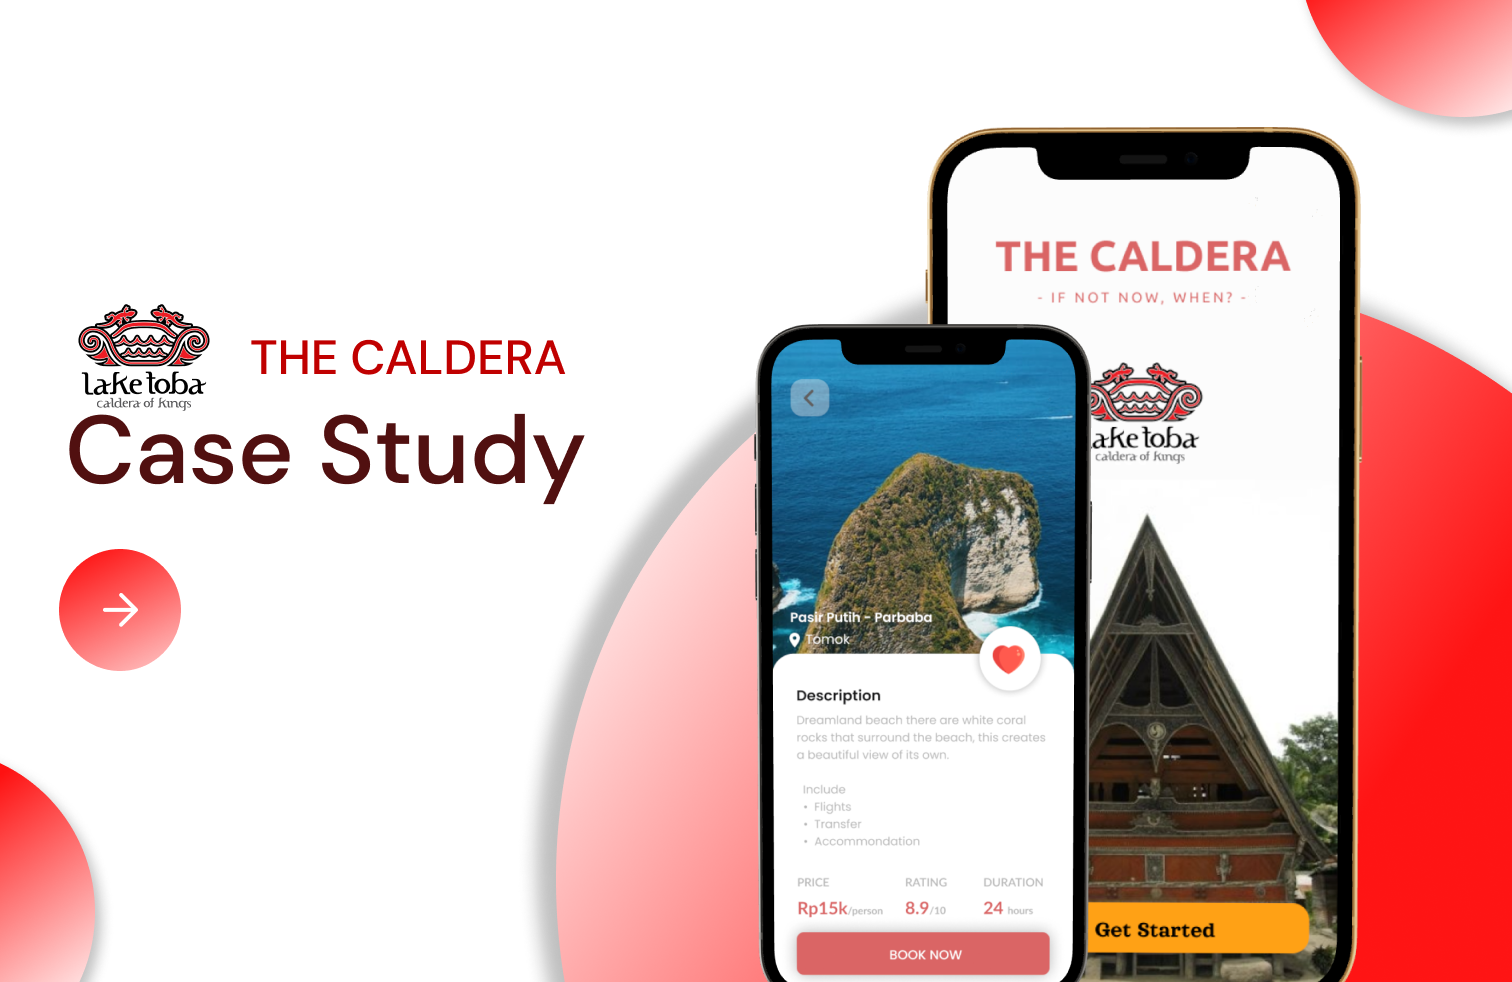 lake toba
caldera of kings
THE CALDERA
Case Study
THE CALDERA
- IF NOT NOW, WHEN? -
lake toba
caldera of kings
Get Started
Pasir Putih - Parbaba
Tomok
Description
Dreamland beach there are white coral
rocks that surround the beach, this creates
a beautiful view of its own.
Include
• Flights
• Transfer
• Accommondation
PRICE RATING DURATION
Rp15k/person 8.9/10 24 hours
BOOK NOW